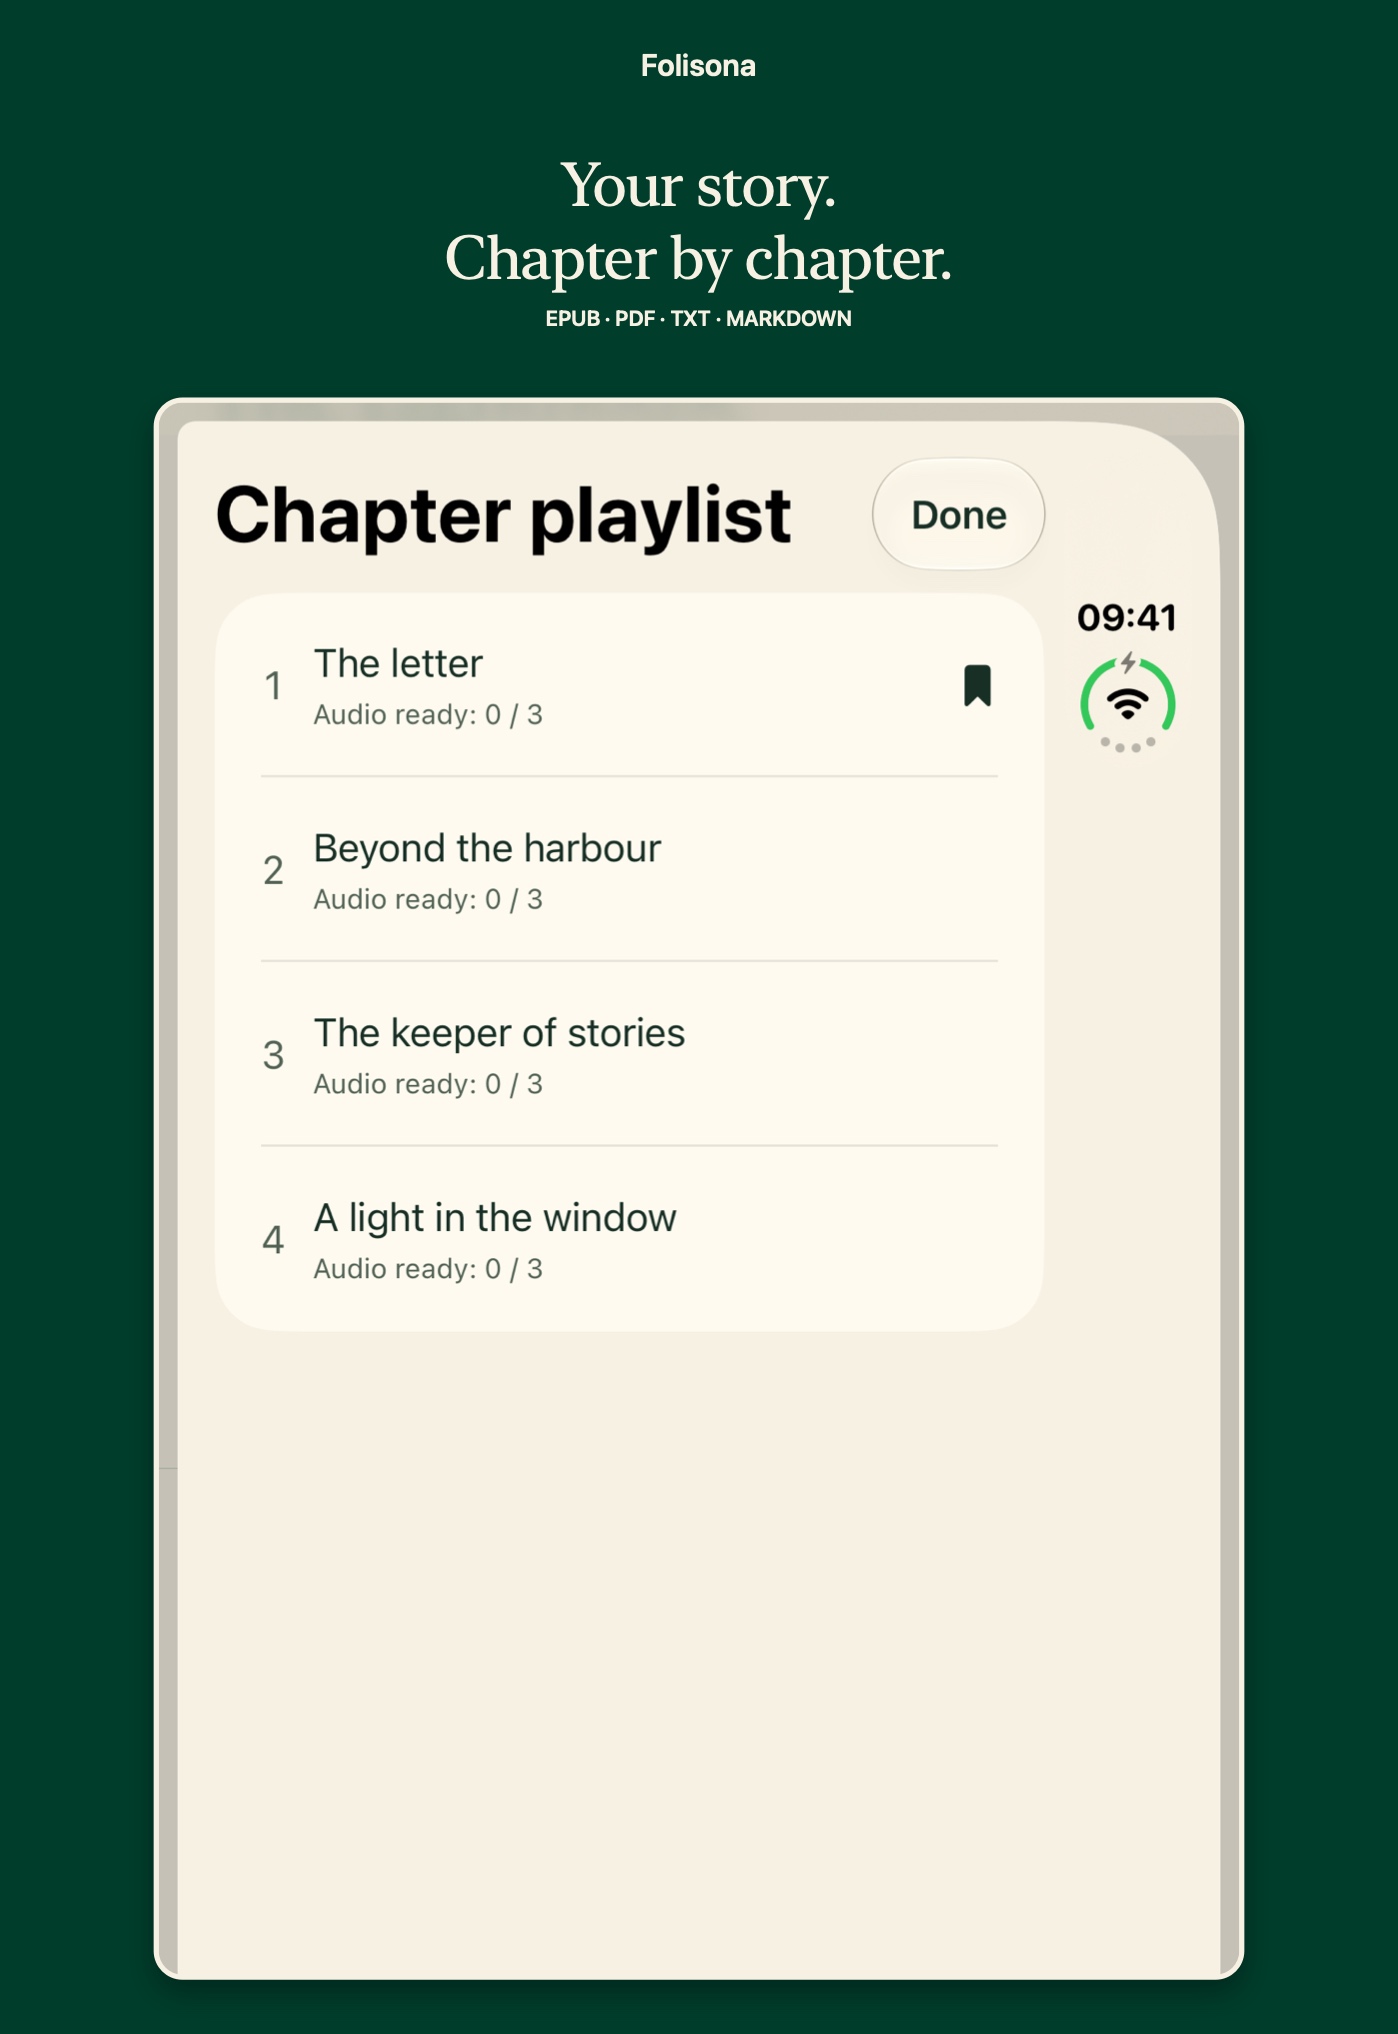 Folisona
Your story.
Chapter by chapter.
EPUB · PDF · TXT · MARKDOWN
Chapter playlist
Done
09:41
1
The letter
Audio ready: 0 / 3
2
Beyond the harbour
Audio ready: 0 / 3
3
The keeper of stories
Audio ready: 0 / 3
4
A light in the window
Audio ready: 0 / 3